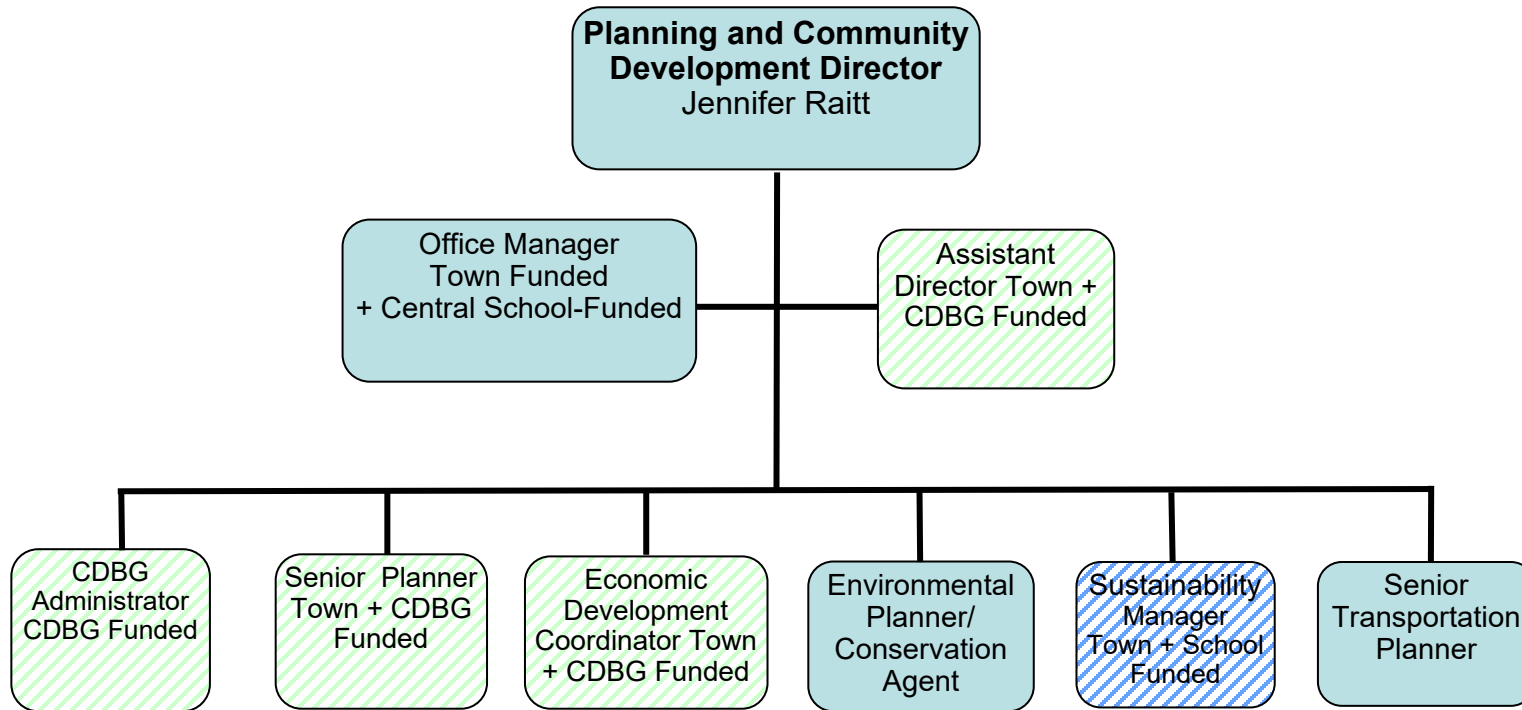 Planning and Community
Development Director
Jennifer Raitt
Office Manager
Town Funded
+ Central School-Funded
Assistant
Director Town +
CDBG Funded
CDBG
Administrator
CDBG Funded
Senior Planner
Town + CDBG
Funded
Economic
Development
Coordinator Town
+ CDBG Funded
Environmental
Planner/
Conservation
Agent
Sustainability
Manager
Town + School
Funded
Senior
Transportation
Planner